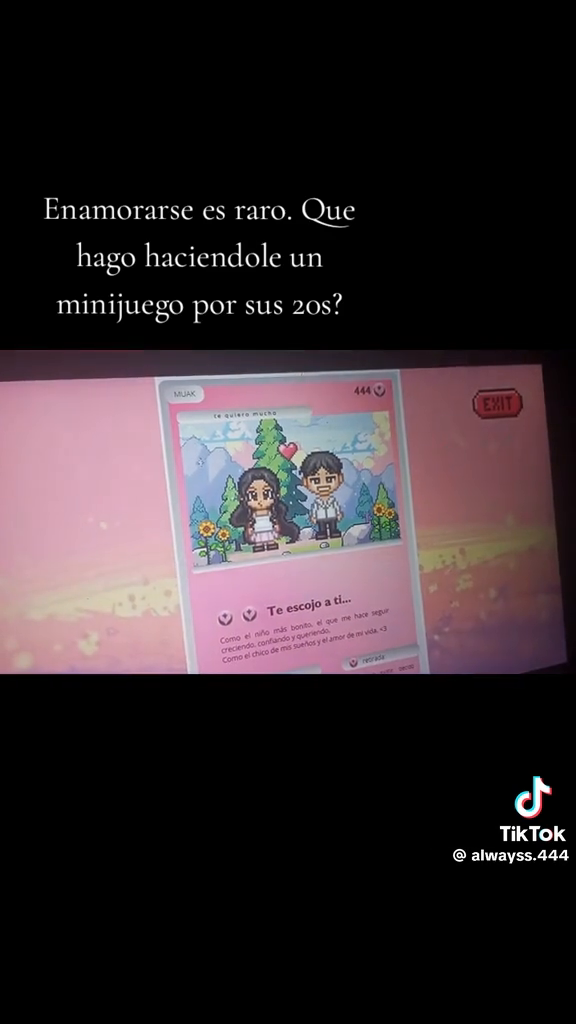 Enamorarse es raro. Que
hago haciendole un
minijuego por sus 20s?
MUAK
444
EXIT
te quiero mucho
Te escojo a ti...
Como el niño más bonito, el que me hace seguir
creciendo, confiando y queriendo.
Como el chico de mis sueños y el amor de mi vida. <3
retirada
TikTok
@ alwayss.444